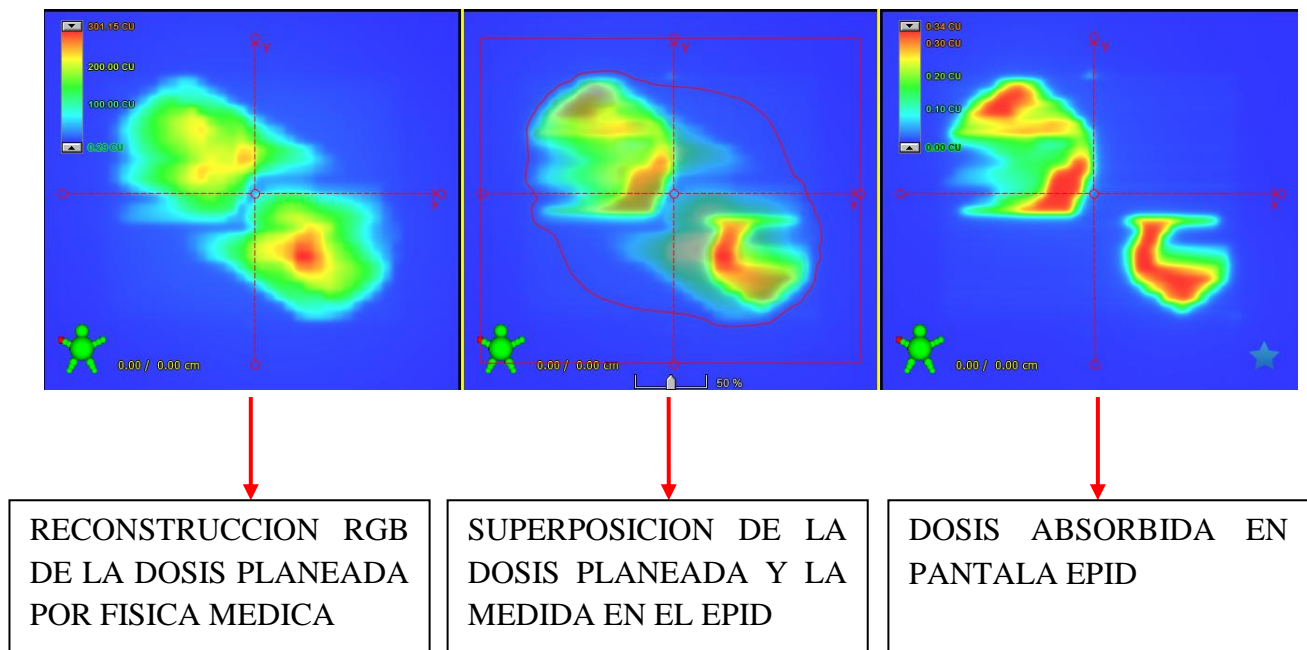 301.15 CU
200.00 CU
100.00 CU
0.20 CU
Y
X
0.00 / 0.00 cm
Y
X
0.00 / 0.00 cm
50 %
0.34 CU
0.30 CU
0.20 CU
0.10 CU
0.00 CU
Y
X
0.00 / 0.00 cm
RECONSTRUCCION RGB
DE LA DOSIS PLANEADA
POR FISICA MEDICA
SUPERPOSICION DE LA
DOSIS PLANEADA Y LA
MEDIDA EN EL EPID
DOSIS ABSORBIDA EN
PANTALA EPID